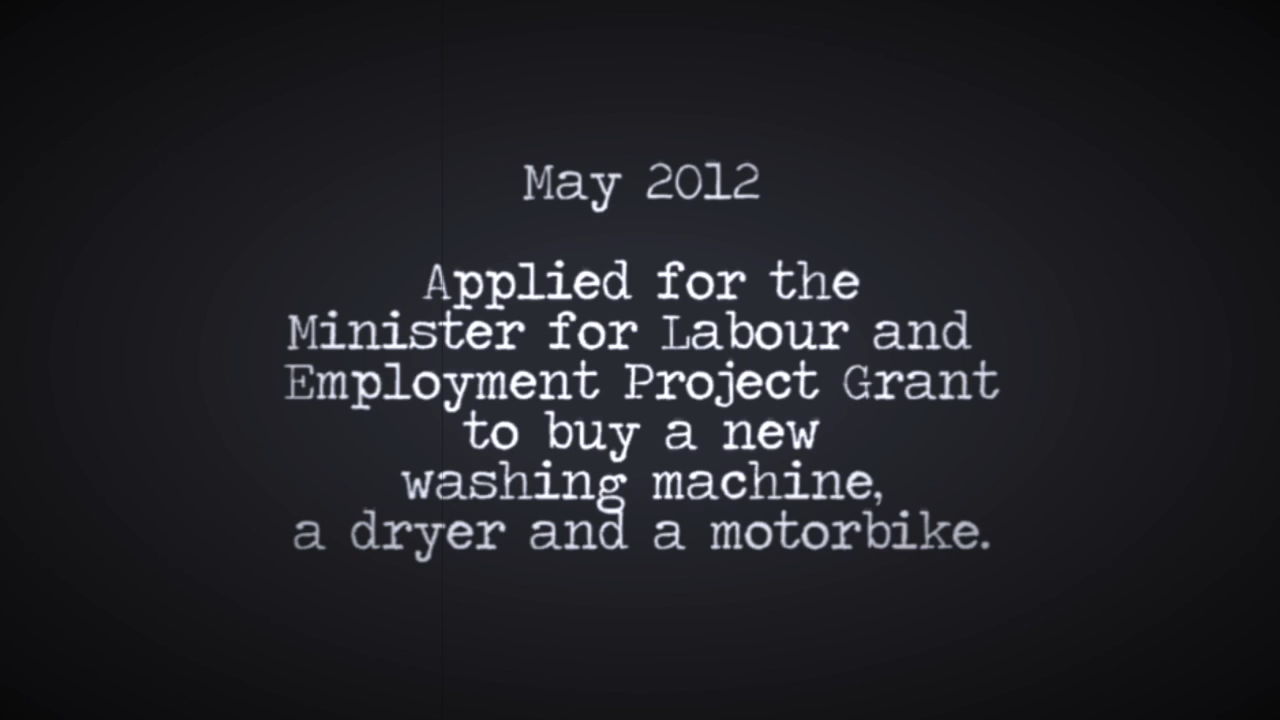 May 2012
Applied for the
Minister for Labour and
Employment Project Grant
to buy a new
washing machine,
a dryer and a motorbike.